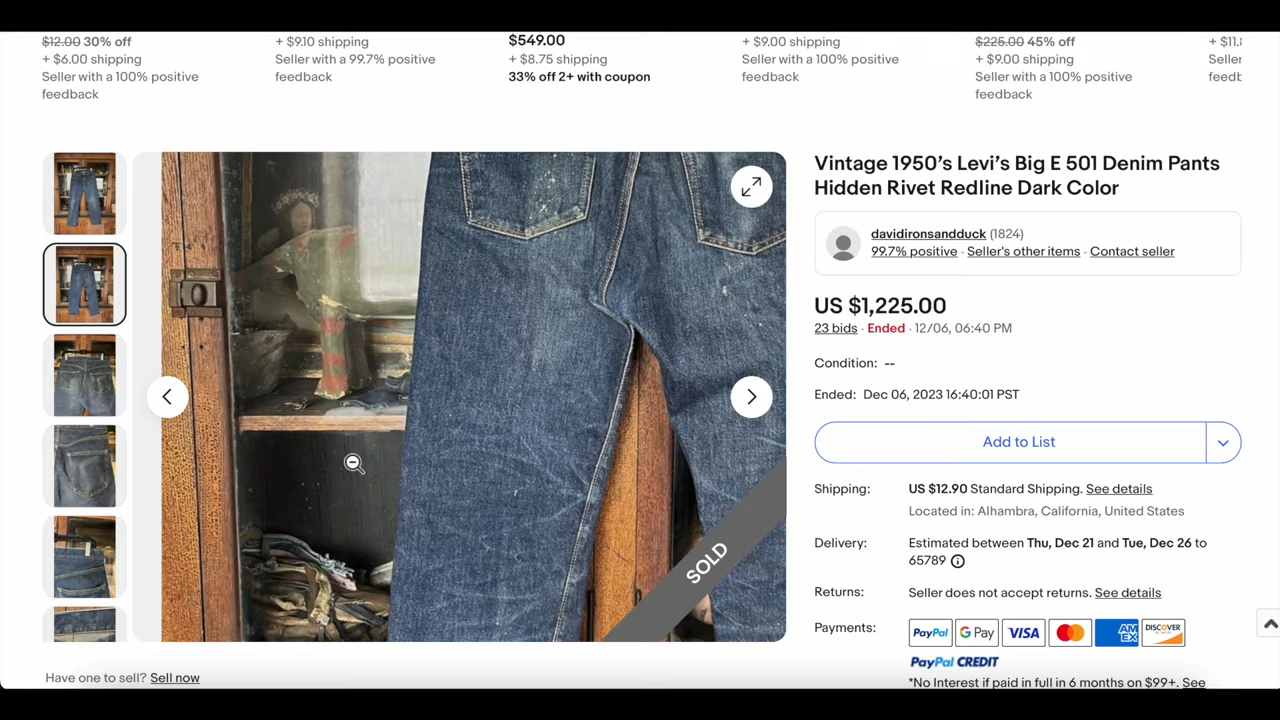 $12.00 30% off
+ $6.00 shipping
Seller with a 100% positive
feedback
+ $9.10 shipping
Seller with a 99.7% positive
feedback
$549.00
+ $8.75 shipping
33% off 2+ with coupon
+ $9.00 shipping
Seller with a 100% positive
feedback
$225.00 45% off
+ $9.00 shipping
Seller with a 100% positive
feedback
+ $11.
Seller
feedb
Vintage 1950's Levi's Big E 501 Denim Pants
Hidden Rivet Redline Dark Color
davidironsandduck (1824)
99.7% positive · Seller's other items · Contact seller
US $1,225.00
23 bids · Ended · 12/06, 06:40 PM
Condition: --
Ended: Dec 06, 2023 16:40:01 PST
Add to List
Shipping: US $12.90 Standard Shipping. See details
Located in: Alhambra, California, United States
Delivery: Estimated between Thu, Dec 21 and Tue, Dec 26 to
65789
Returns: Seller does not accept returns. See details
Payments: PayPal G Pay VISA MasterCard AM EX DISCOVER
PayPal CREDIT
*No Interest if paid in full in 6 months on $99+. See
SOLD
Have one to sell? Sell now